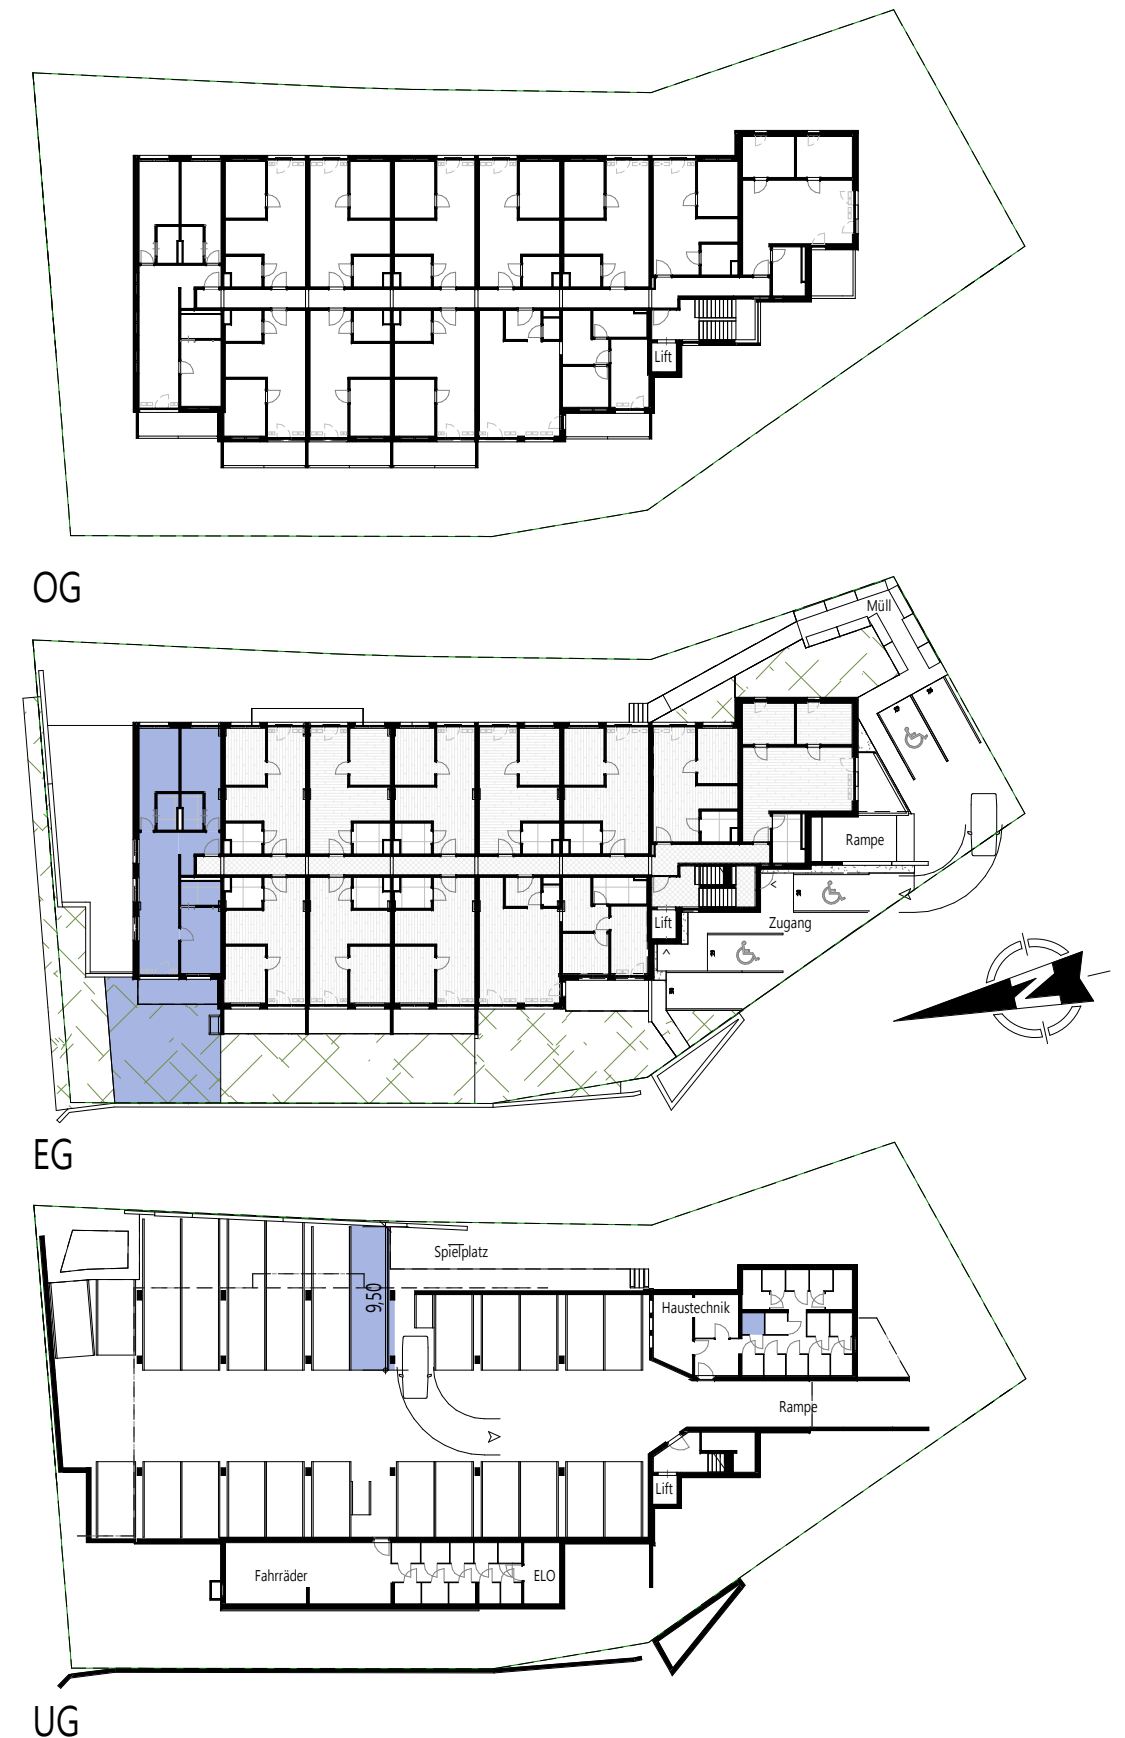 Lift
OG
Müll
Rampe
Lift
Zugang
EG
Spielplatz
9,50
Haustechnik
Rampe
Lift
Fahrräder
ELO
UG